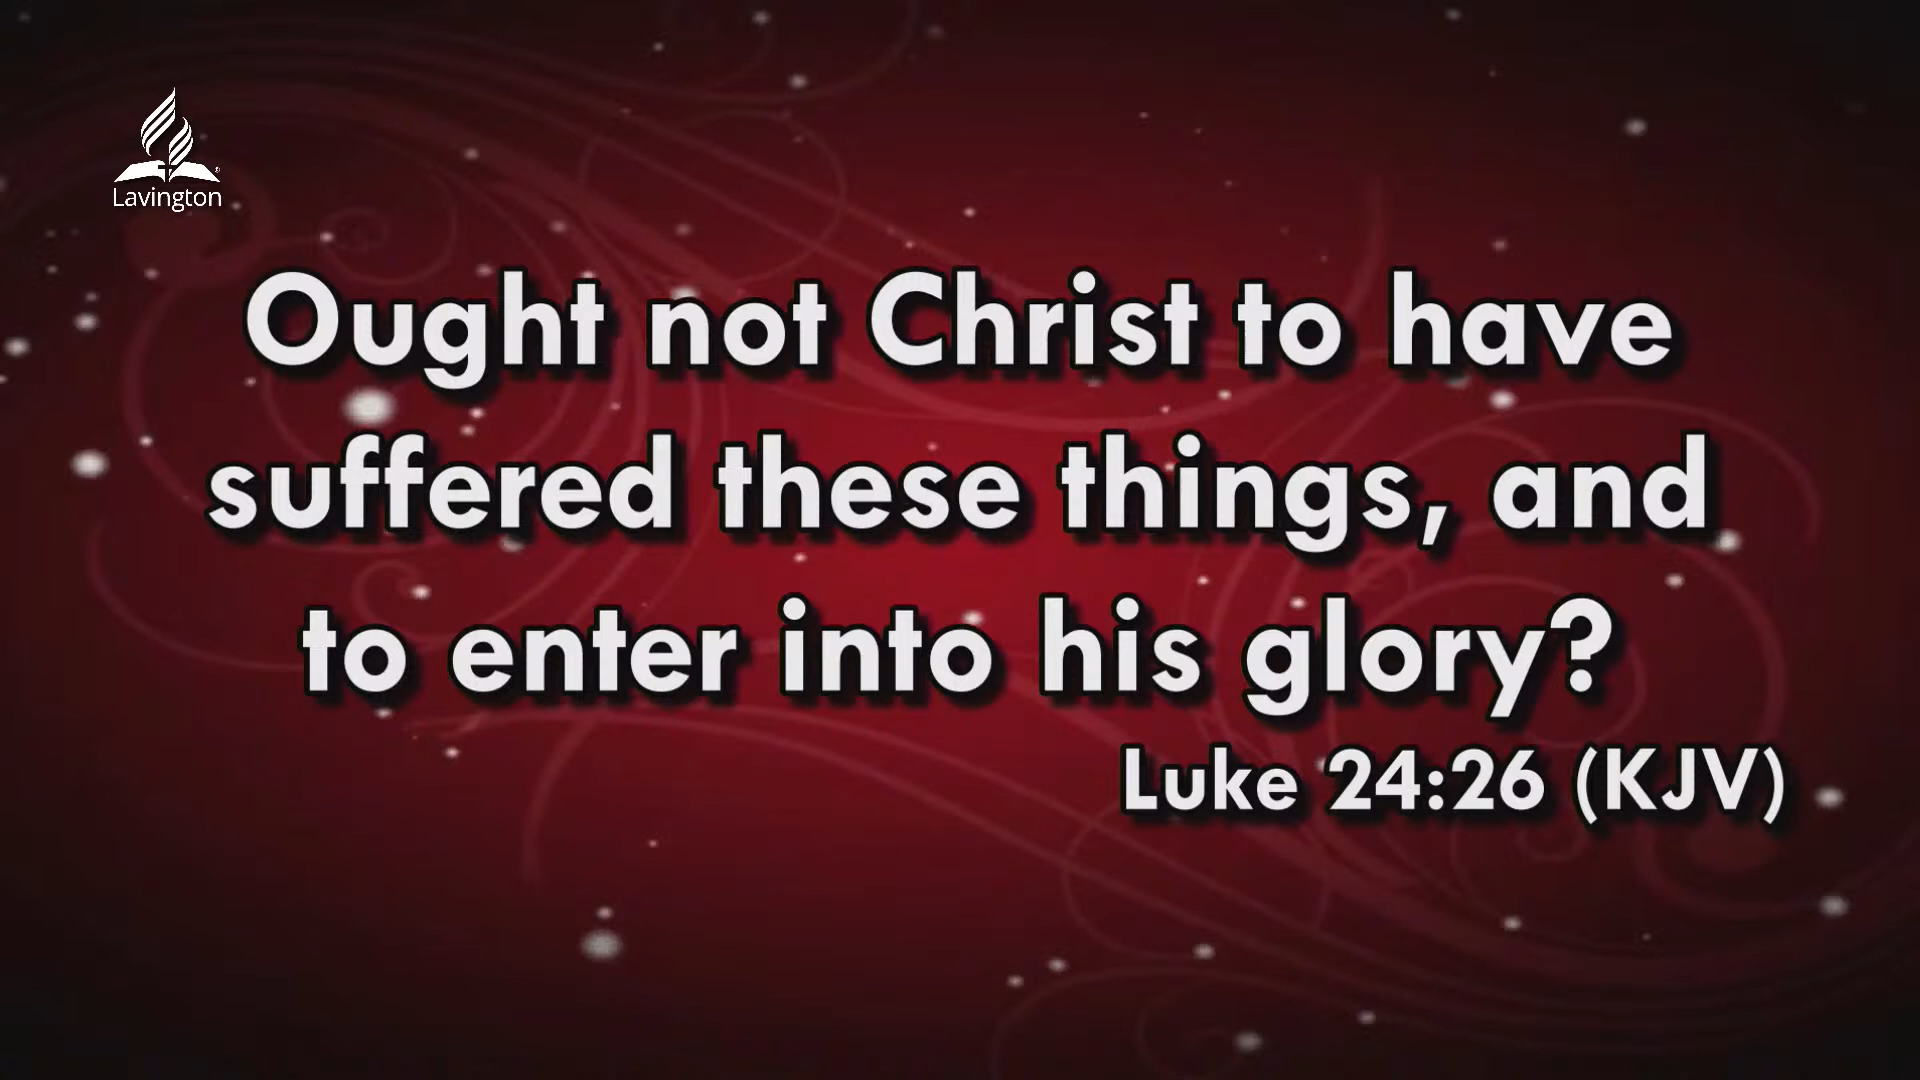 Lavington
Ought not Christ to have
suffered these things, and
to enter into his glory?
Luke 24:26 (KJV)